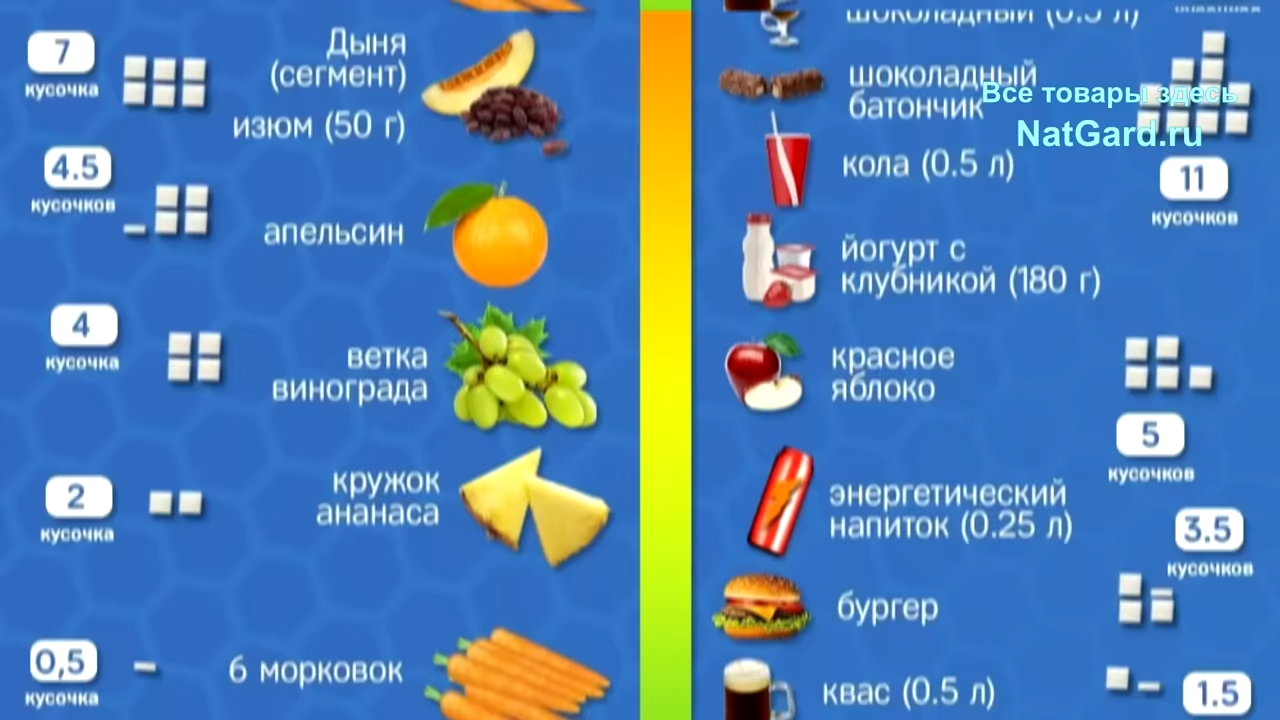 7
кусочка
Дыня
(сегмент)
изюм (50 г)
4.5
кусочков
апельсин
4
кусочка
ветка
винограда
2
кусочка
кружок
ананаса
0,5
кусочка
6 морковок
шоколадный (0.5 л)
шоколадный
батончик
Все товары здесь
NatGard.ru
кола (0.5 л)
11
кусочков
йогурт с
клубникой (180 г)
красное
яблоко
5
кусочков
энергетический
напиток (0.25 л)
3.5
кусочков
бургер
квас (0.5 л)
1.5